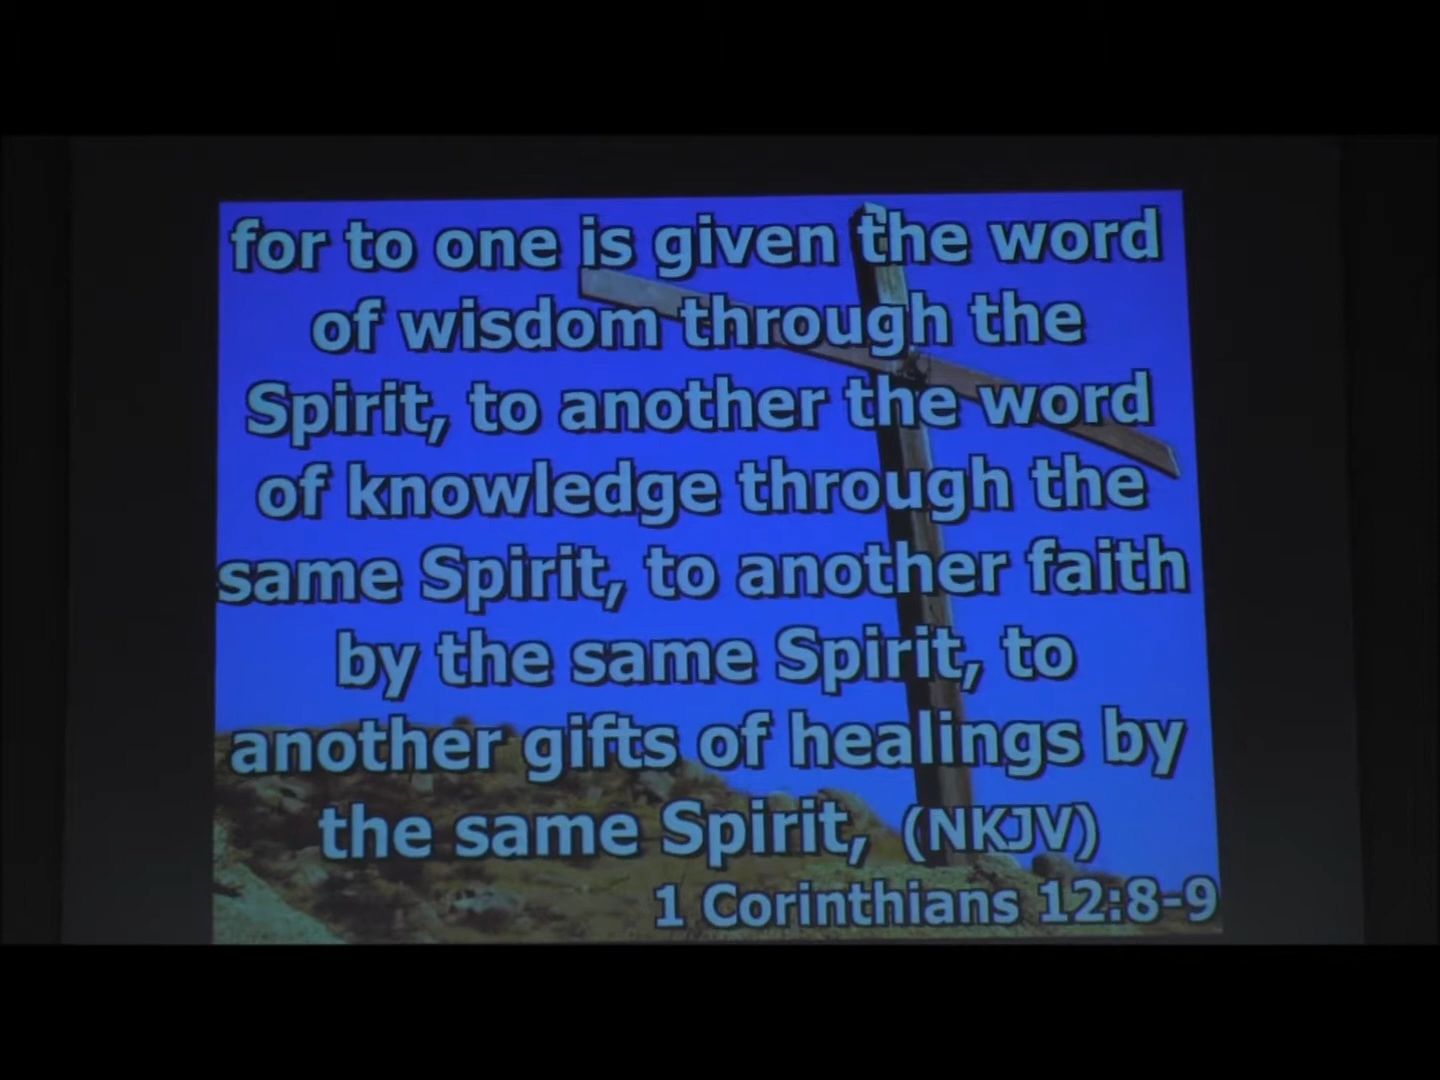 for to one is given the word
of wisdom through the
Spirit, to another the word
of knowledge through the
same Spirit, to another faith
by the same Spirit, to
another gifts of healings by
the same Spirit, (NKJV)
1 Corinthians 12:8-9